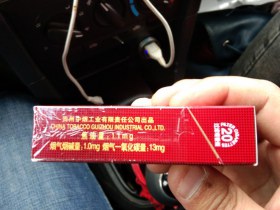 贵州中烟工业有限责任公司出品
CHINA TOBACCO GUIZHOU INDUSTRIAL CO.,LTD.
焦油量：11mg
烟气烟碱量：1.0mg 烟气一氧化碳量：13mg
20